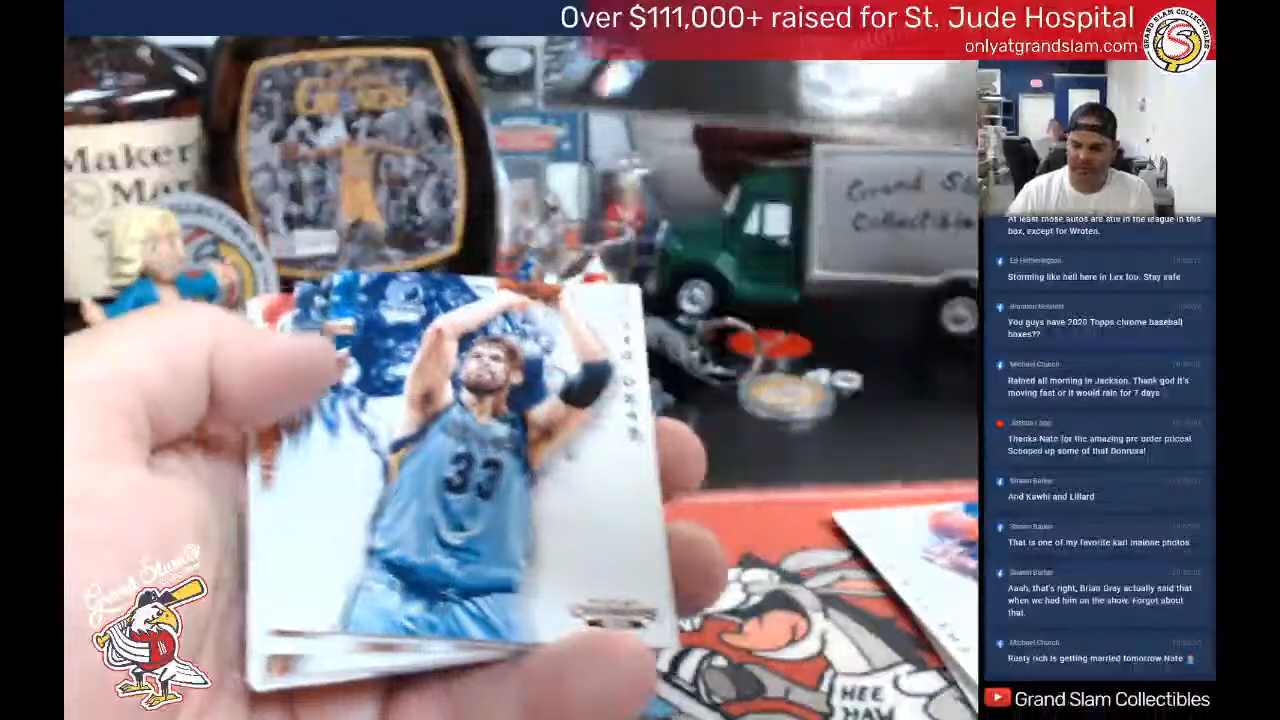 Over $111,000+ raised for St. Jude Hospital
onlyatgrandslam.com
Maker
Mar
Grand
Collectible
33
HEE
HAW
At least those autos are still in the league in this
box, except for Wroten.
Storming like hell here in Lex too. Stay safe
You guys have 2020 Topps chrome baseball
boxes??
Michael Church
Rained all morning in Jackson. Thank god it's
moving fast or it would rain for 7 days
Thanks Nate for the amazing pre order prices!
Scooped up some of that Donruss!
And Kawhi and Lillard
That is one of my favorite karl malone photos
Aaah, that's right, Brian Gray actually said that
when we had him on the show. Forgot about
that.
Michael Church
Rusty rich is getting married tomorrow Nate
Grand Slam Collectibles